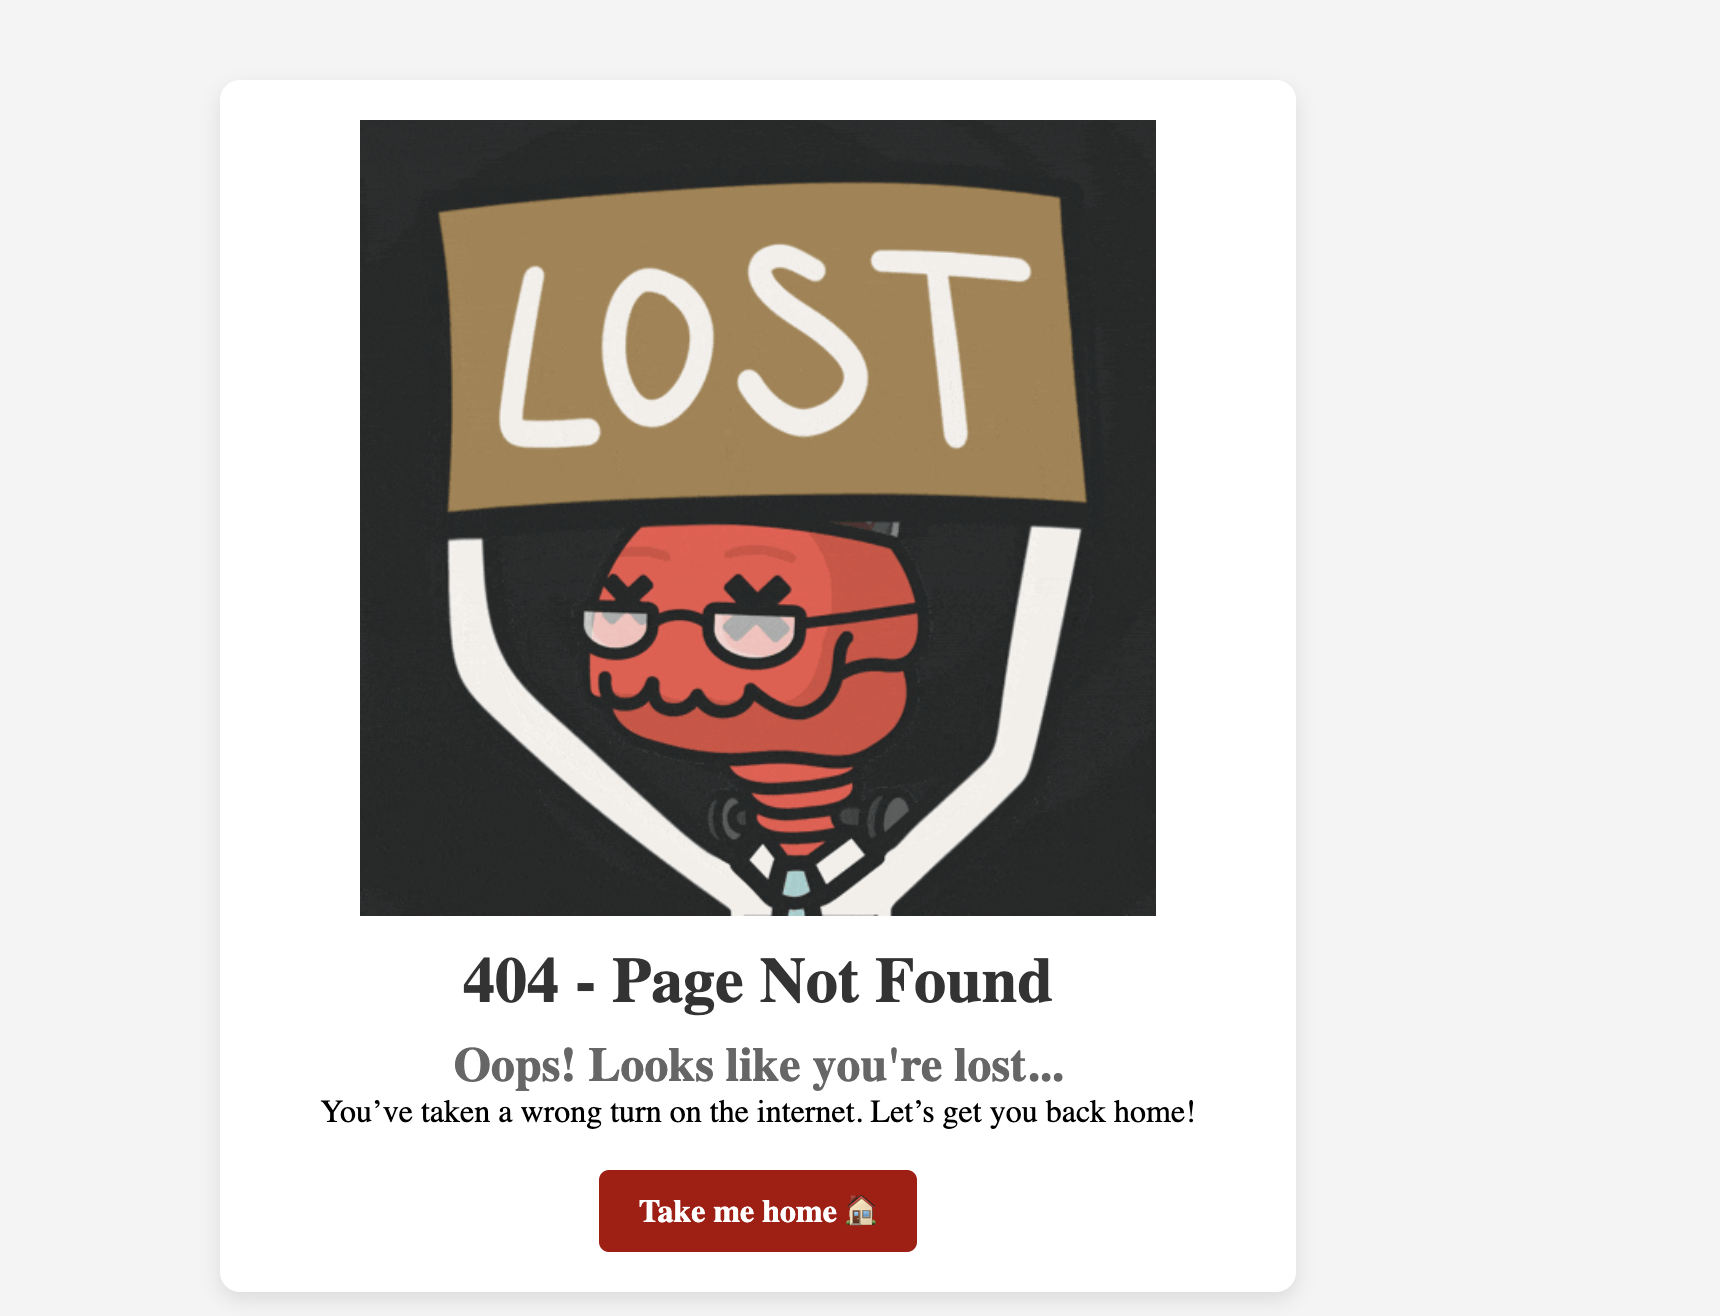 LOST
404 - Page Not Found
Oops! Looks like you're lost...
You’ve taken a wrong turn on the internet. Let’s get you back home!
Take me home 🏠